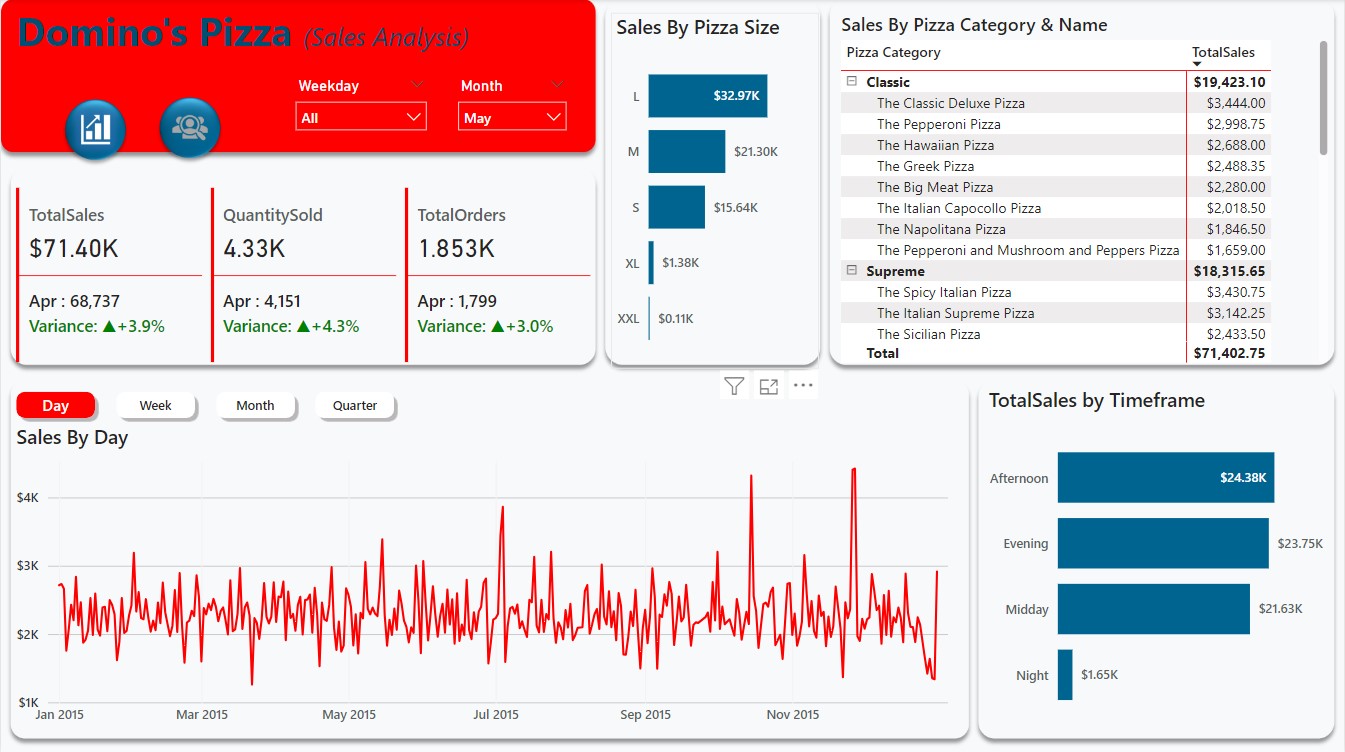 Domino's Pizza (Sales Analysis)
Weekday
Month
All
May
TotalSales
$71.40K
Apr : 68,737
Variance: ▲+3.9%
QuantitySold
4.33K
Apr : 4,151
Variance: ▲+4.3%
TotalOrders
1.853K
Apr : 1,799
Variance: ▲+3.0%
Sales By Pizza Size
L $32.97K
M $21.30K
S $15.64K
XL $1.38K
XXL $0.11K
Sales By Pizza Category & Name
Pizza Category TotalSales
Classic $19,423.10
The Classic Deluxe Pizza $3,444.00
The Pepperoni Pizza $2,998.75
The Hawaiian Pizza $2,688.00
The Greek Pizza $2,488.35
The Big Meat Pizza $2,280.00
The Italian Capocollo Pizza $2,018.50
The Napolitana Pizza $1,846.50
The Pepperoni and Mushroom and Peppers Pizza $1,659.00
Supreme $18,315.65
The Spicy Italian Pizza $3,430.75
The Italian Supreme Pizza $3,142.25
The Sicilian Pizza $2,433.50
Total $71,402.75
Day
Week
Month
Quarter
Sales By Day
$4K
$3K
$2K
$1K
Jan 2015 Mar 2015 May 2015 Jul 2015 Sep 2015 Nov 2015
TotalSales by Timeframe
Afternoon $24.38K
Evening $23.75K
Midday $21.63K
Night $1.65K